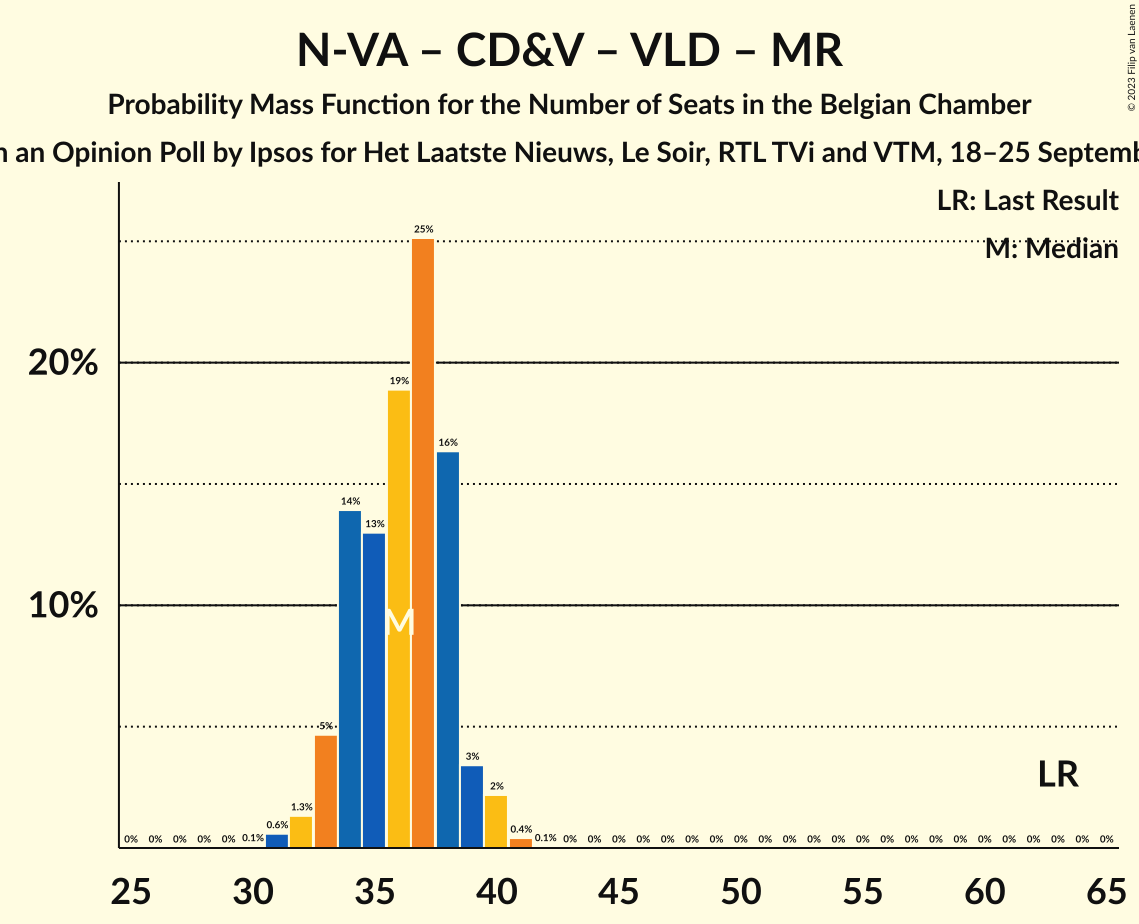 N-VA – CD&V – VLD – MR
Probability Mass Function for the Number of Seats in the Belgian Chamber
an Opinion Poll by Ipsos for Het Laatste Nieuws, Le Soir, RTL TVi and VTM, 18–25
© 2023 Filip van Laenen
LR: Last Result
M: Median
25%
20%
19%
16%
14%
13%
10%
M
5%
LR
3%
2%
0% 0% 0% 0% 0% 0.1% 0.6% 1.3% 0.4% 0.1% 0% 0% 0% 0% 0% 0% 0% 0% 0% 0% 0% 0% 0% 0% 0% 0% 0% 0% 0% 0% 0% 0% 0%
25 30 35 40 45 50 55 60 65